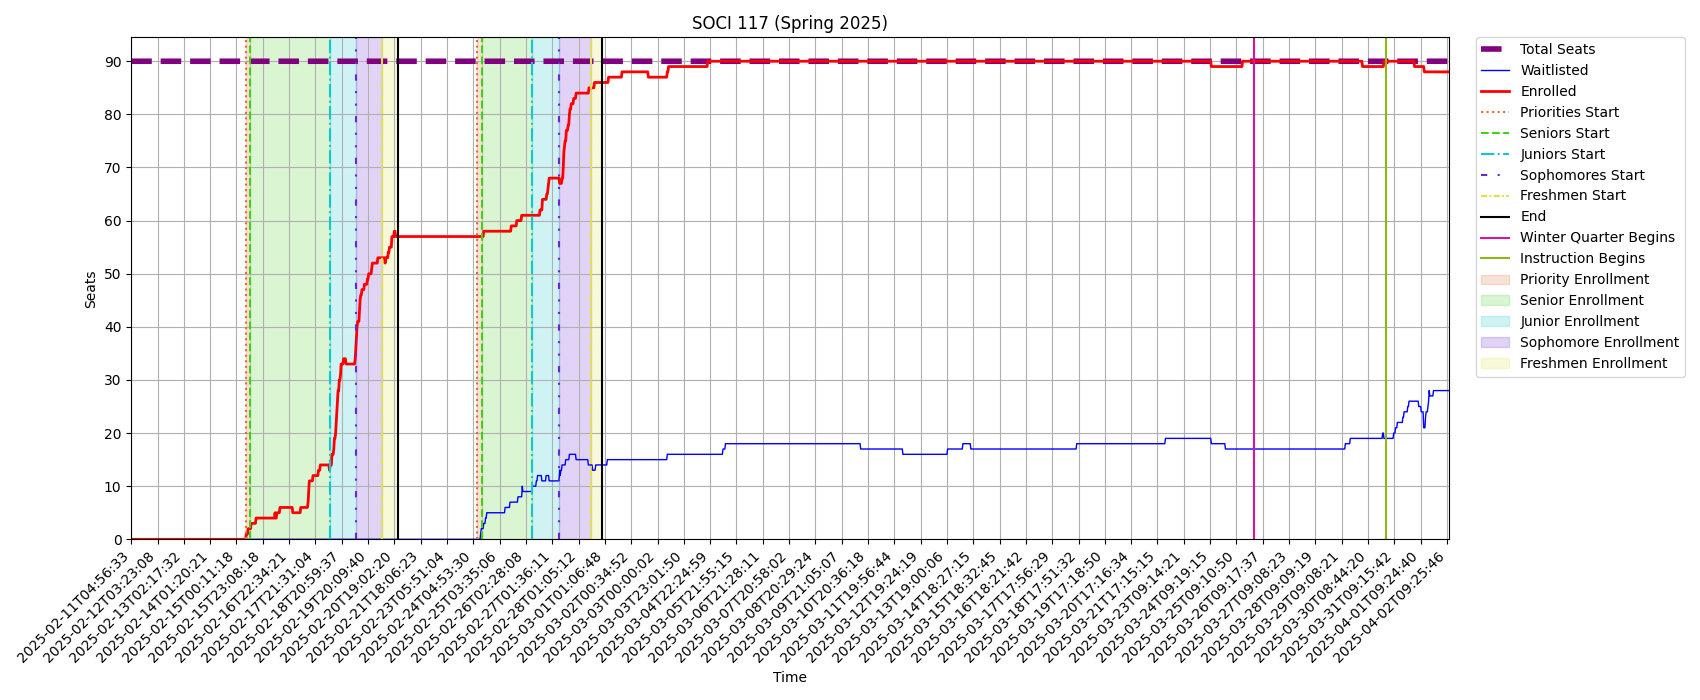 SOCI 117 (Spring 2025)
Seats
90
80
70
60
50
40
30
20
10
0
2025-02-11T04:56:33
2025-02-12T03:23:08
2025-02-13T02:17:32
2025-02-14T01:20:21
2025-02-15T00:11:18
2025-02-15T23:08:18
2025-02-16T22:34:21
2025-02-17T21:31:04
2025-02-18T20:59:37
2025-02-19T20:09:40
2025-02-20T19:02:20
2025-02-21T18:06:23
2025-02-23T05:51:04
2025-02-24T04:53:30
2025-02-25T03:35:06
2025-02-26T02:28:08
2025-02-27T01:36:11
2025-02-28T01:05:12
2025-03-01T01:06:48
2025-03-02T00:34:52
2025-03-03T00:00:02
2025-03-03T23:01:50
2025-03-04T22:24:59
2025-03-05T21:55:15
2025-03-06T21:28:11
2025-03-07T20:58:02
2025-03-08T20:29:24
2025-03-09T21:05:07
2025-03-10T20:36:18
2025-03-11T19:56:44
2025-03-12T19:24:19
2025-03-13T19:00:06
2025-03-14T18:27:15
2025-03-15T18:32:45
2025-03-16T18:21:42
2025-03-17T17:56:29
2025-03-18T17:51:32
2025-03-19T17:18:50
2025-03-20T17:16:34
2025-03-21T17:15:15
2025-03-23T09:14:21
2025-03-24T09:19:15
2025-03-25T09:10:50
2025-03-26T09:17:37
2025-03-27T09:08:23
2025-03-28T09:09:19
2025-03-29T09:08:21
2025-03-30T08:44:20
2025-03-31T09:15:42
2025-04-01T09:24:40
2025-04-02T09:25:46
Time
Total Seats
Waitlisted
Enrolled
Priorities Start
Seniors Start
Juniors Start
Sophomores Start
Freshmen Start
End
Winter Quarter Begins
Instruction Begins
Priority Enrollment
Senior Enrollment
Junior Enrollment
Sophomore Enrollment
Freshmen Enrollment